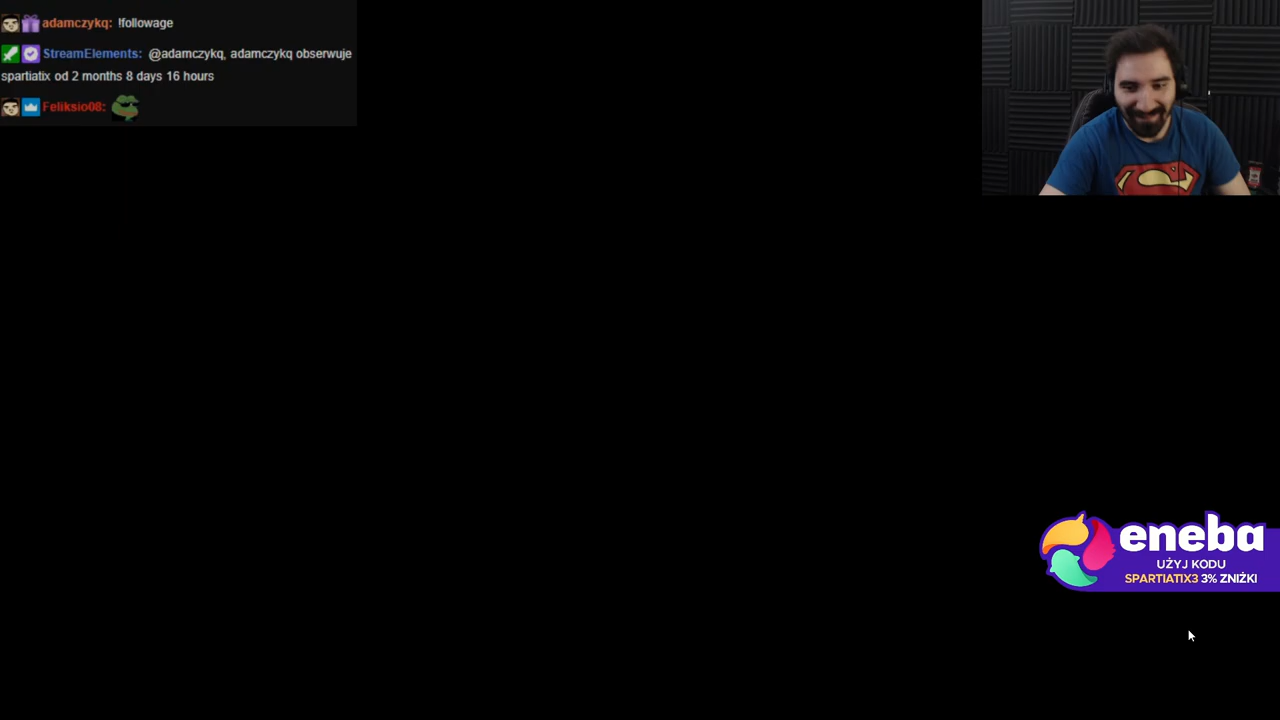 adamczykq: !followage
StreamElements: @adamczykq, adamczykq obserwuje
spartiatix od 2 months 8 days 16 hours
Feliksio08:
eneba
UŻYJ KODU
SPARTIATIX3 3% ZNIŻKI